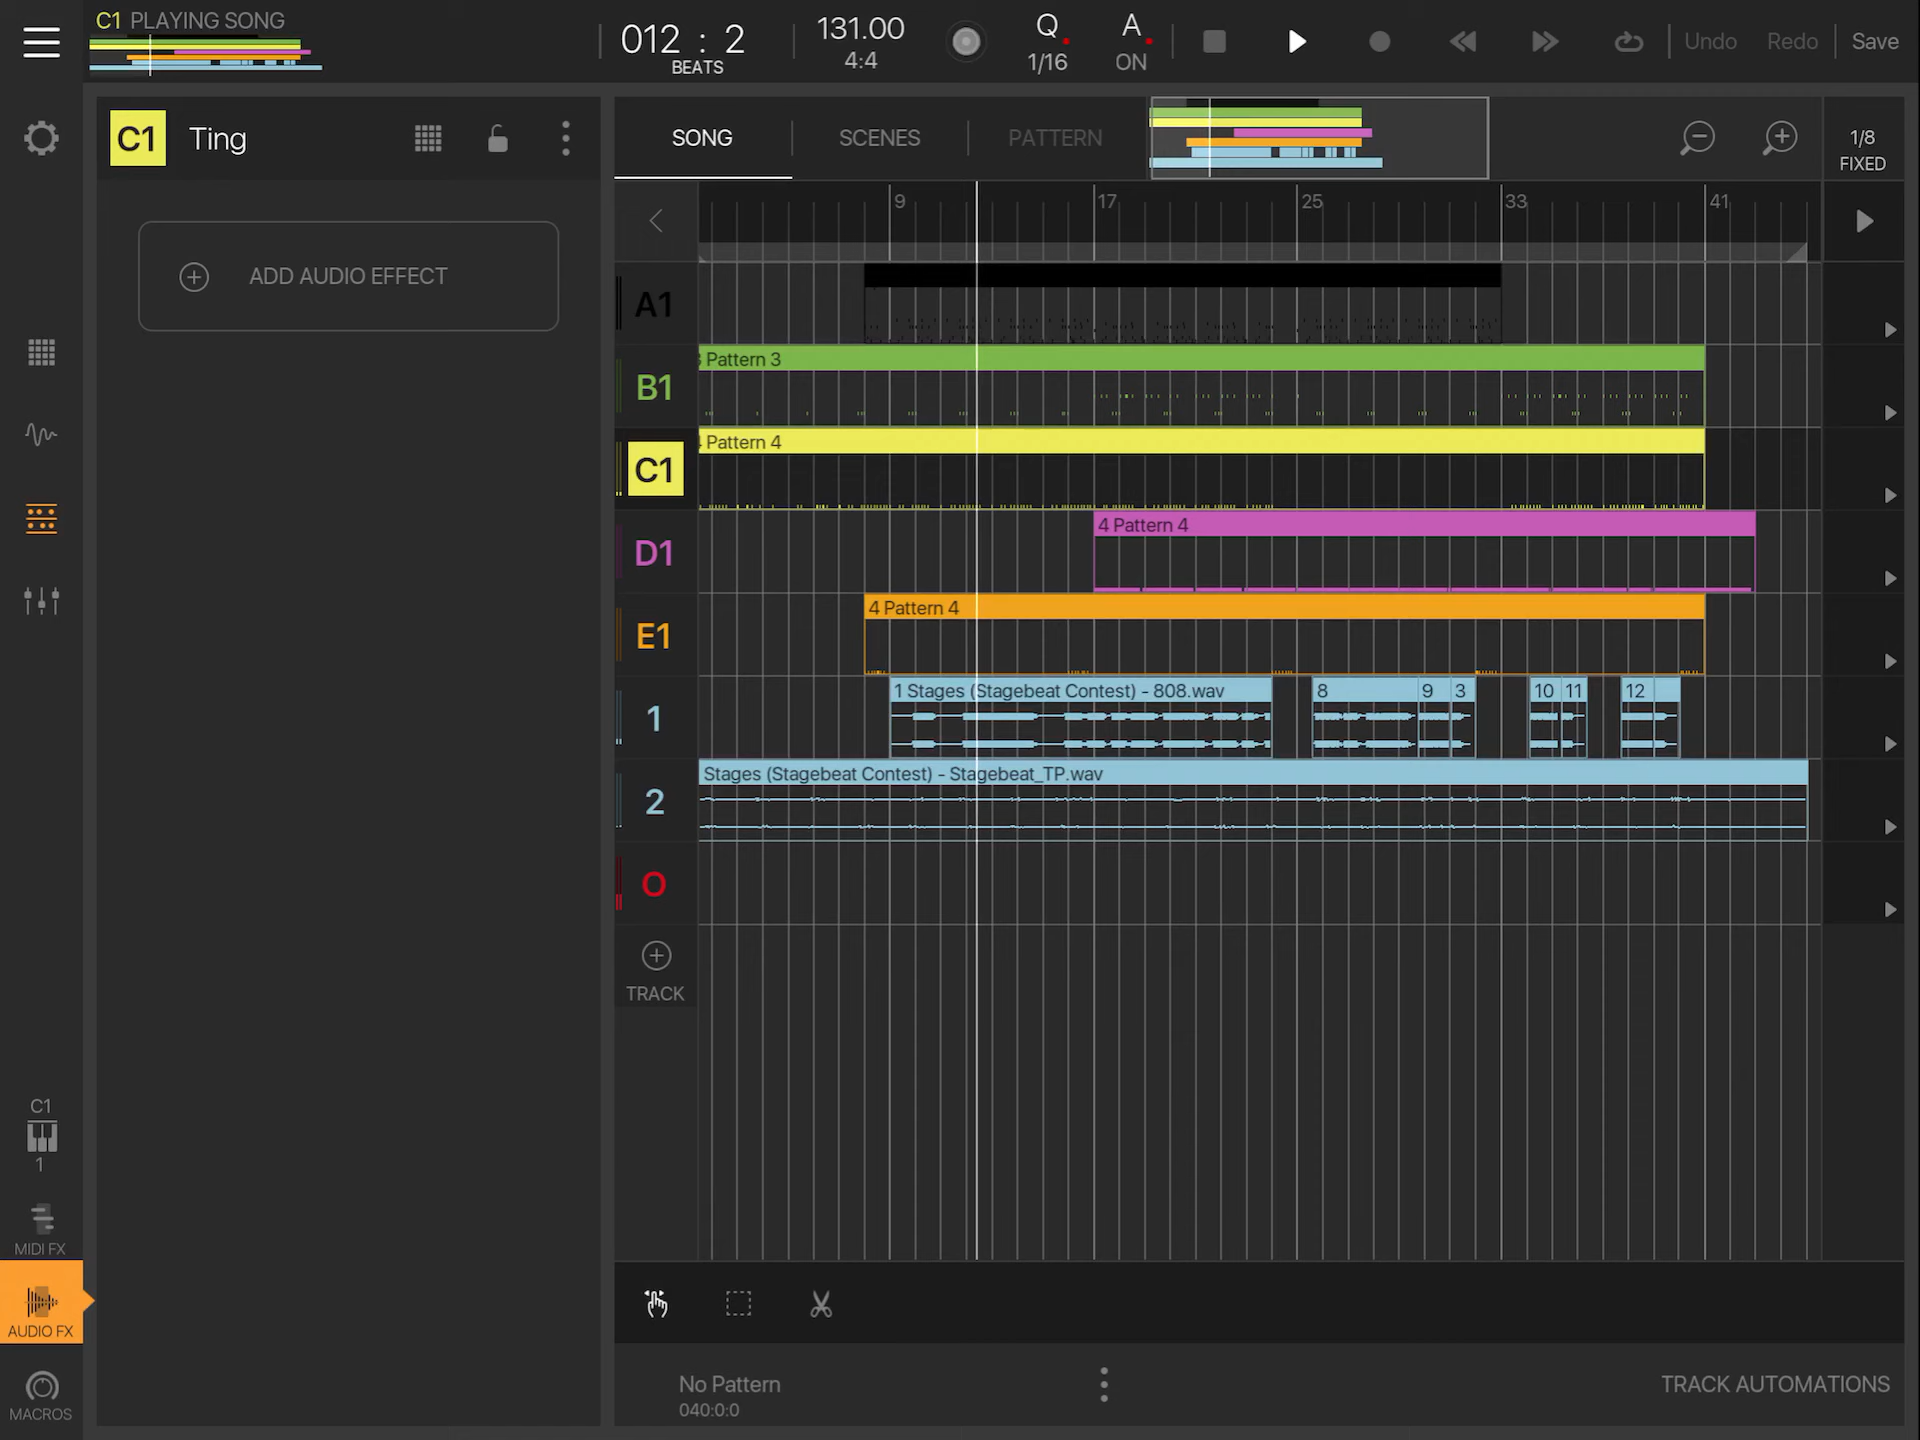 C1 PLAYING SONG
012 : 2
BEATS
131.00
4:4
Q
1/16
A
ON
Undo
Redo
Save
C1
Ting
SONG
SCENES
PATTERN
1/8
FIXED
ADD AUDIO EFFECT
9
17
25
33
41
A1
B1
3 Pattern 3
C1
4 Pattern 4
D1
4 Pattern 4
E1
4 Pattern 4
1
1 Stages (Stagebeat Contest) - 808.wav
8
9
3
10
11
12
2
Stages (Stagebeat Contest) - Stagebeat_TP.wav
O
TRACK
C1
1
MIDI FX
AUDIO FX
MACROS
No Pattern
040:0:0
TRACK AUTOMATIONS